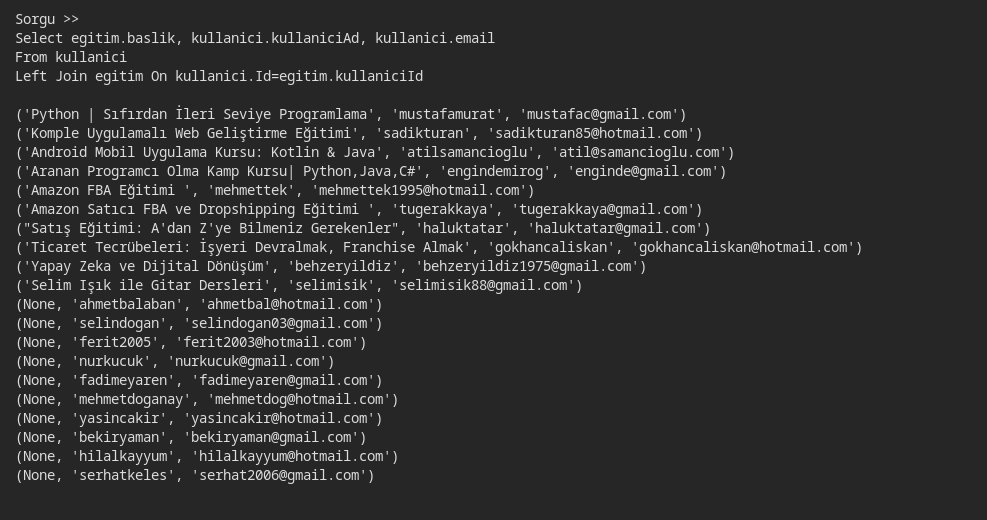 Sorgu >>
Select egitim.baslik, kullanici.kullaniciAd, kullanici.email
From kullanici
Left Join egitim On kullanici.Id=egitim.kullaniciId
('Python | Sıfırdan İleri Seviye Programlama', 'mustafamurat', 'mustafac@gmail.com')
('Komple Uygulamalı Web Geliştirme Eğitimi', 'sadikturan', 'sadikturan85@hotmail.com')
('Android Mobil Uygulama Kursu: Kotlin & Java', 'atilsamancioglu', 'atil@samancioglu.com')
('Aranan Programcı Olma Kamp Kursu| Python,Java,C#', 'engindemirog', 'enginde@gmail.com')
('Amazon FBA Eğitimi ', 'mehmettek', 'mehmettek1995@hotmail.com')
('Amazon Satıcı FBA ve Dropshipping Eğitimi ', 'tugerakkaya', 'tugerakkaya@gmail.com')
("Satış Eğitimi: A'dan Z'ye Bilmeniz Gerekenler", 'haluktatar', 'haluktatar@gmail.com')
('Ticaret Tecrübeleri: İşyeri Devralmak, Franchise Almak', 'gokhancaliskan', 'gokhancaliskan@hotmail.com')
('Yapay Zeka ve Dijital Dönüşüm', 'behzeryildiz', 'behzeryildiz1975@gmail.com')
('Selim Işık ile Gitar Dersleri', 'selimisik', 'selimisik88@gmail.com')
(None, 'ahmetbalaban', 'ahmetbal@hotmail.com')
(None, 'selindogan', 'selindogan03@gmail.com')
(None, 'ferit2005', 'ferit2003@hotmail.com')
(None, 'nurkucuk', 'nurkucuk@gmail.com')
(None, 'fadimeyaren', 'fadimeyaren@gmail.com')
(None, 'mehmetdoganay', 'mehmetdog@hotmail.com')
(None, 'yasincakir', 'yasincakir@hotmail.com')
(None, 'bekiryaman', 'bekiryaman@gmail.com')
(None, 'hilalkayyum', 'hilalkayyum@hotmail.com')
(None, 'serhatkeles', 'serhat2006@gmail.com')